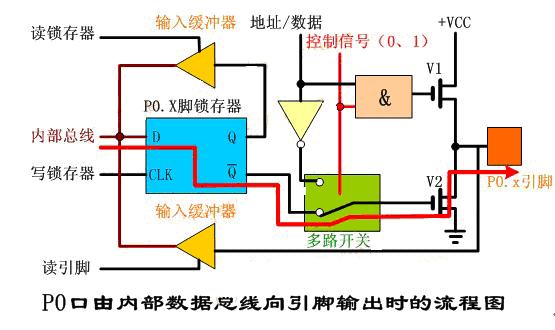 输入缓冲器
地址/数据
+VCC
读锁存器
控制信号（0、1）
V1
P0.X脚锁存器
&
内部总线
D
Q
写锁存器
CLK
Q̅
V2
P0.x引脚
输入缓冲器
多路开关
读引脚
P0口由内部数据总线向引脚输出时的流程图